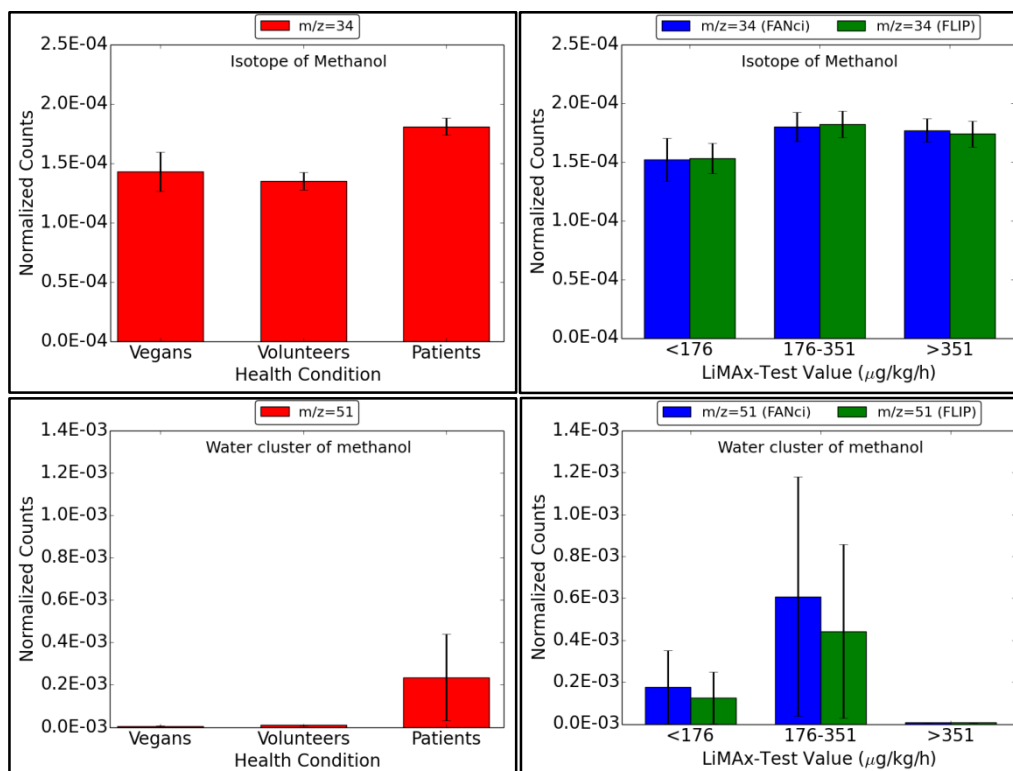 m/z=34
Isotope of Methanol
Normalized Counts
2.5E-04
2.0E-04
1.5E-04
1.0E-04
0.5E-04
0.0E-04
Vegans Volunteers Patients
Health Condition
m/z=34 (FANci) m/z=34 (FLIP)
Isotope of Methanol
Normalized Counts
2.5E-04
2.0E-04
1.5E-04
1.0E-04
0.5E-04
0.0E-04
<176 176-351 >351
LiMAx-Test Value (μg/kg/h)
m/z=51
Water cluster of methanol
Normalized Counts
1.4E-03
1.2E-03
1.0E-03
0.8E-03
0.6E-03
0.4E-03
0.2E-03
0.0E-03
Vegans Volunteers Patients
Health Condition
m/z=51 (FANci) m/z=51 (FLIP)
Water cluster of methanol
Normalized Counts
1.4E-03
1.2E-03
1.0E-03
0.8E-03
0.6E-03
0.4E-03
0.2E-03
0.0E-03
<176 176-351 >351
LiMAx-Test Value (μg/kg/h)